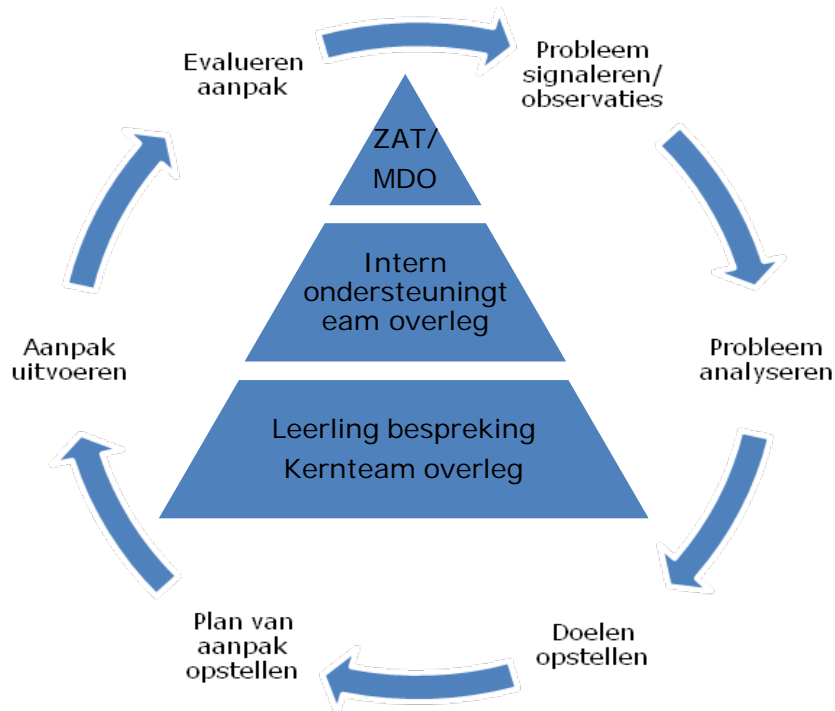 Evalueren
aanpak
Probleem
signaleren/
observaties
Probleem
analyseren
Doelen
opstellen
Plan van
aanpak
opstellen
Aanpak
uitvoeren
ZAT/
MDO
Intern
ondersteuningt
eam overleg
Leerling bespreking
Kernteam overleg